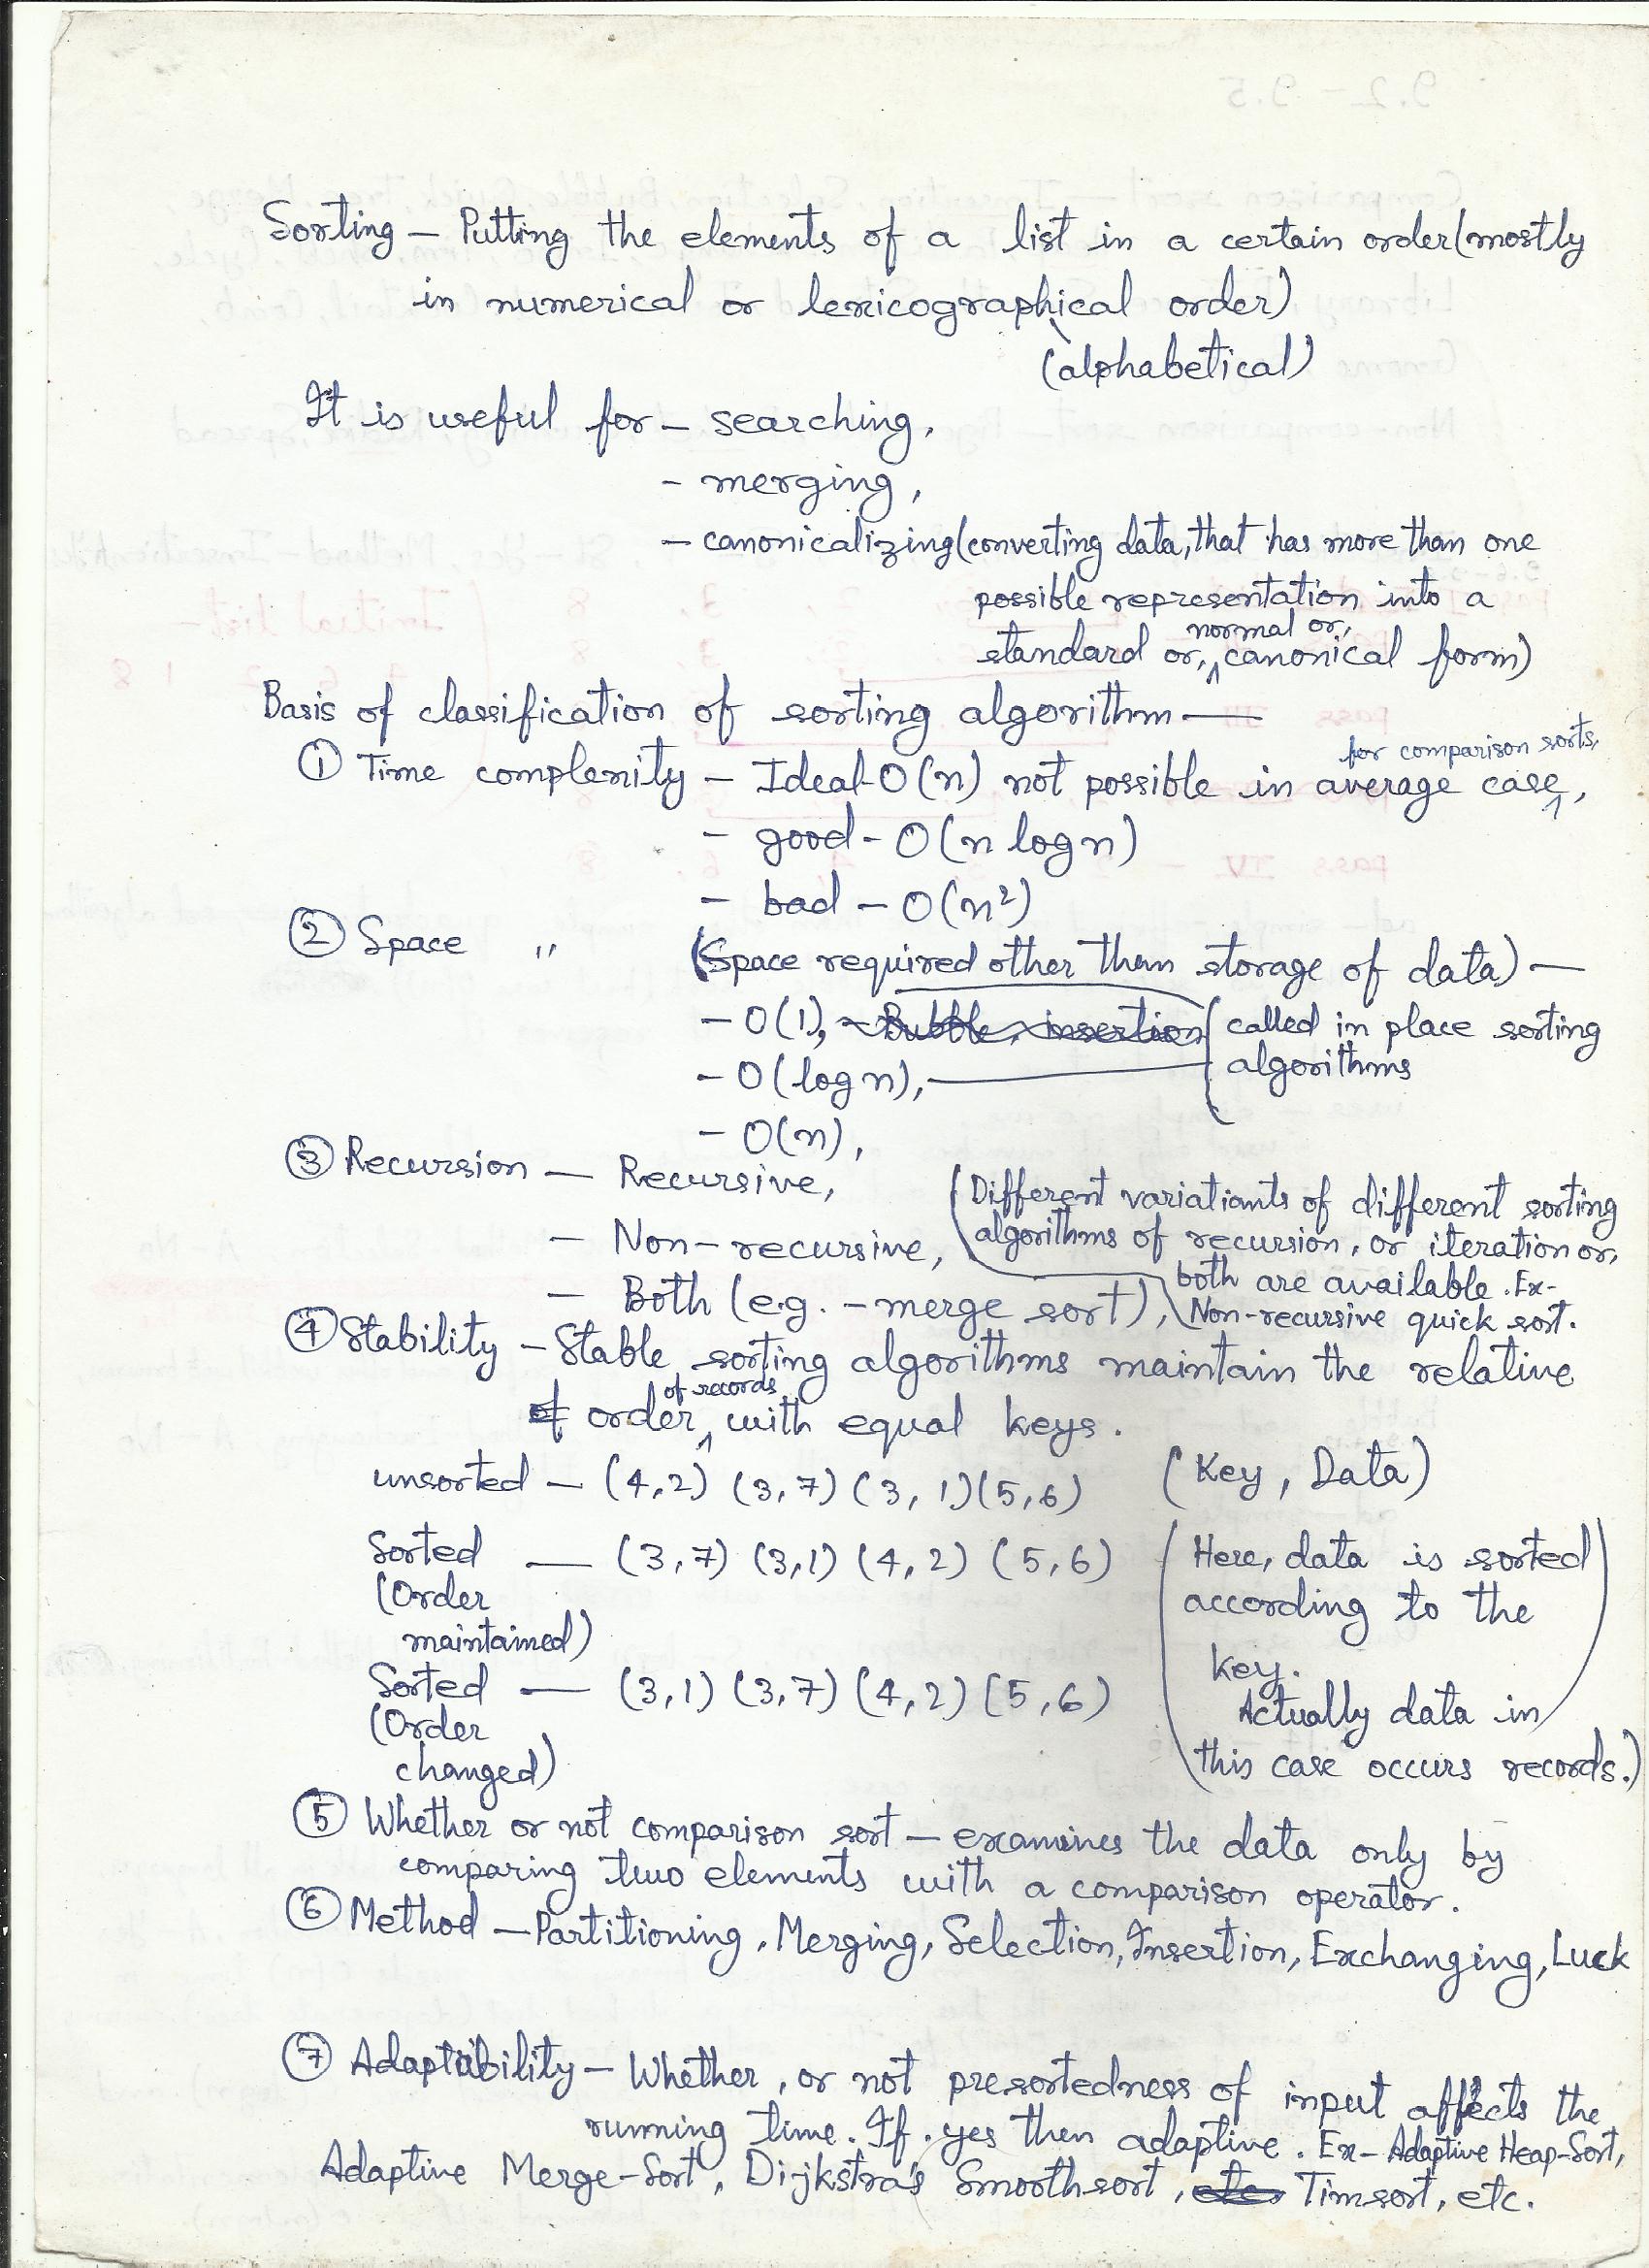 Sorting — Putting the elements of a list in a certain order (mostly
in numerical or lexicographical order)
(alphabetical)
It is useful for — searching,
- merging,
- canonicalizing (converting data, that has more than one
possible representation into a
normal or,
standard or, canonical form)
Basis of classification of sorting algorithm —
for comparison sorts,
① Time complexity — Ideal-O(n) not possible in average case,
- good - O(n log n)
- bad - O(n²)
② Space " (Space required other than storage of data) —
- O(1), - Bubble, insertion (called in place sorting
- O(log n), algorithms
- O(n),
③ Recursion — Recursive, (Different variatiants of different sorting
- Non-recursive, algorithms of recursion, or iteration or,
both are available. Ex-
- Both (e.g. - merge sort), Non-recursive quick sort.
④ Stability — Stable sorting algorithms maintain the relative
of records
of order with equal keys.
unsorted — (4,2) (3,7) (3,1) (5,6) (Key, Data)
Sorted — (3,7) (3,1) (4,2) (5,6) (Here, data is sorted)
(Order according to the
maintained) key.
Sorted — (3,1) (3,7) (4,2) (5,6) Actually data in
(Order
changed) this case occurs records.)
⑤ Whether or not comparison sort — examines the data only by
comparing two elements with a comparison operator.
⑥ Method — Partitioning, Merging, Selection, Insertion, Exchanging, Luck
⑦ Adaptability — Whether, or not presortedness of input affects the
running time. If yes then adaptive. Ex- Adaptive Heap-Sort,
Adaptive Merge-Sort, Dijkstra's Smoothsort, etc. Timsort, etc.